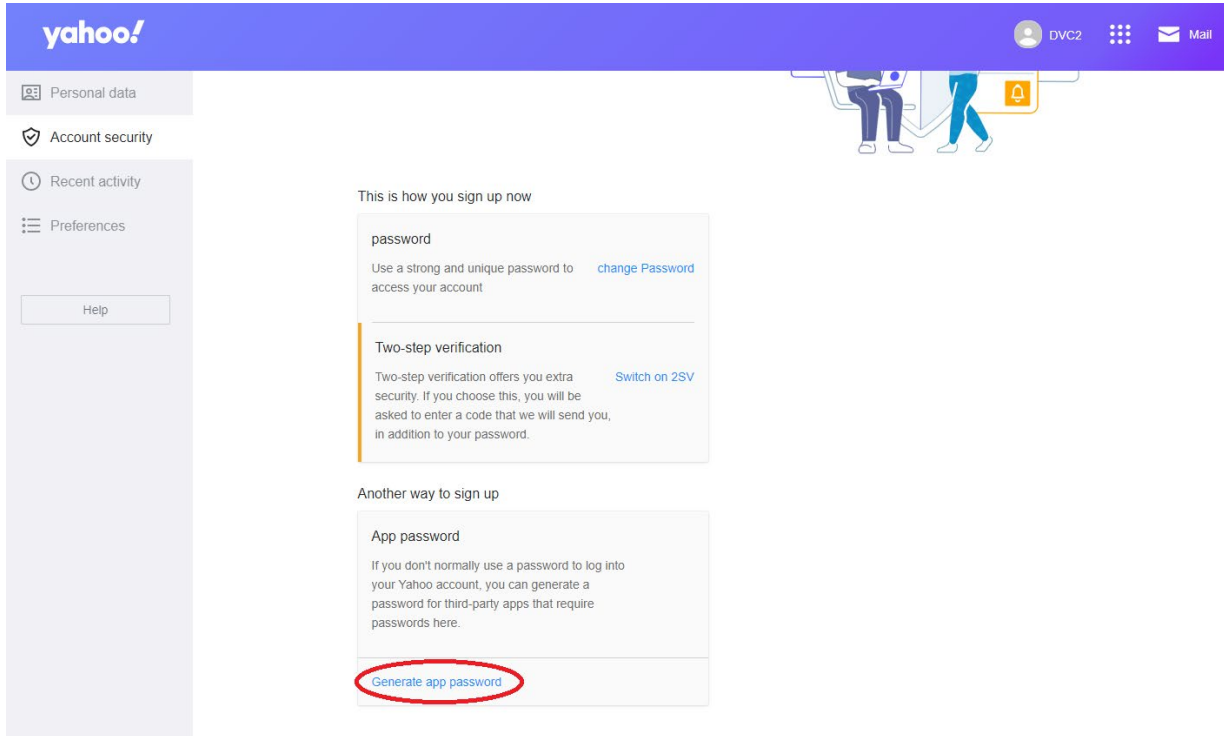 yahoo!
DVC2
Mail
Personal data
Account security
Recent activity
Preferences
Help
This is how you sign up now
password
Use a strong and unique password to
access your account
change Password
Two-step verification
Two-step verification offers you extra
security. If you choose this, you will be
asked to enter a code that we will send you,
in addition to your password.
Switch on 2SV
Another way to sign up
App password
If you don't normally use a password to log into
your Yahoo account, you can generate a
password for third-party apps that require
passwords here.
Generate app password